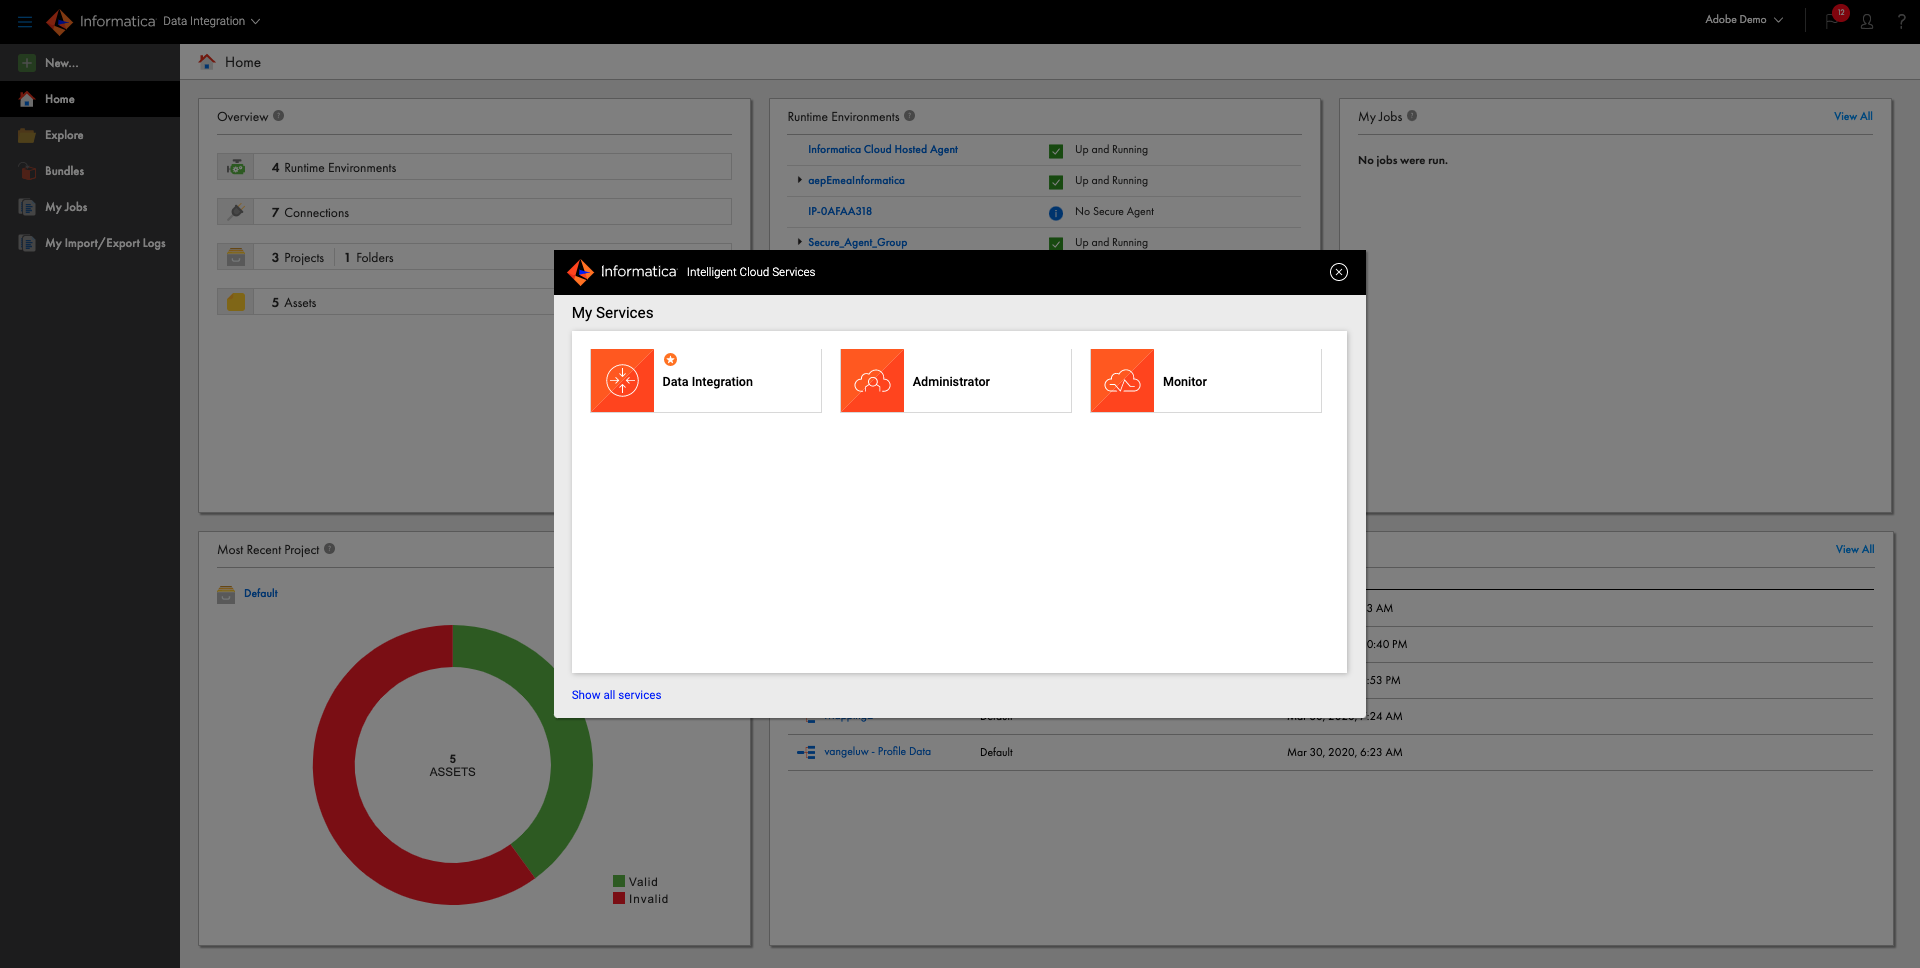 Informatica Data Integration
Adobe Demo
12
?
New...
Home
Explore
Bundles
My Jobs
My Import/Export Logs
Home
Overview
4 Runtime Environments
7 Connections
3 Projects 1 Folders
5 Assets
Runtime Environments
Informatica Cloud Hosted Agent Up and Running
aepEmeaInformatica Up and Running
IP-0AFAA318 No Secure Agent
Secure_Agent_Group Up and Running
My Jobs View All
No jobs were run.
Informatica Intelligent Cloud Services
My Services
Data Integration
Administrator
Monitor
Show all services
Most Recent Project
Default
5
ASSETS
Valid
Invalid
View All
3 AM
0:40 PM
:53 PM
Default Mar 30, 2020, :24 AM
vangeluw - Profile Data Default Mar 30, 2020, 6:23 AM